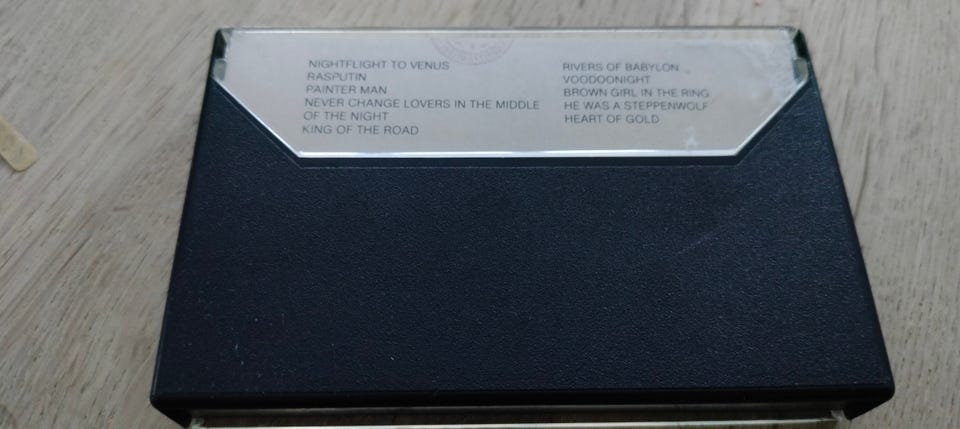 NIGHTFLIGHT TO VENUS
RASPUTIN
PAINTER MAN
NEVER CHANGE LOVERS IN THE MIDDLE
OF THE NIGHT
KING OF THE ROAD
RIVERS OF BABYLON
VOODOONIGHT
BROWN GIRL IN THE RING
HE WAS A STEPPENWOLF
HEART OF GOLD